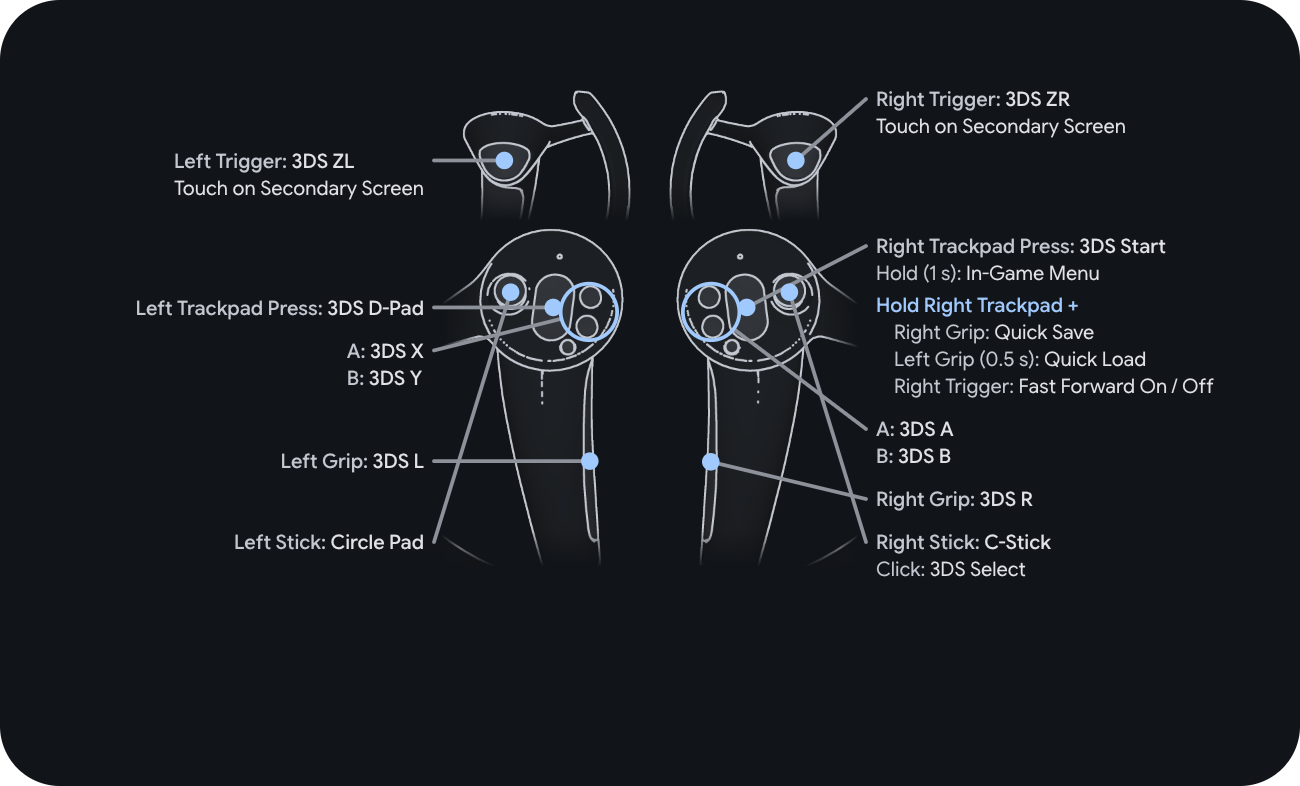 Left Trigger: 3DS ZL
Touch on Secondary Screen
Left Trackpad Press: 3DS D-Pad
A: 3DS X
B: 3DS Y
Left Grip: 3DS L
Left Stick: Circle Pad
Right Trigger: 3DS ZR
Touch on Secondary Screen
Right Trackpad Press: 3DS Start
Hold (1 s): In-Game Menu
Hold Right Trackpad +
Right Grip: Quick Save
Left Grip (0.5 s): Quick Load
Right Trigger: Fast Forward On / Off
A: 3DS A
B: 3DS B
Right Grip: 3DS R
Right Stick: C-Stick
Click: 3DS Select